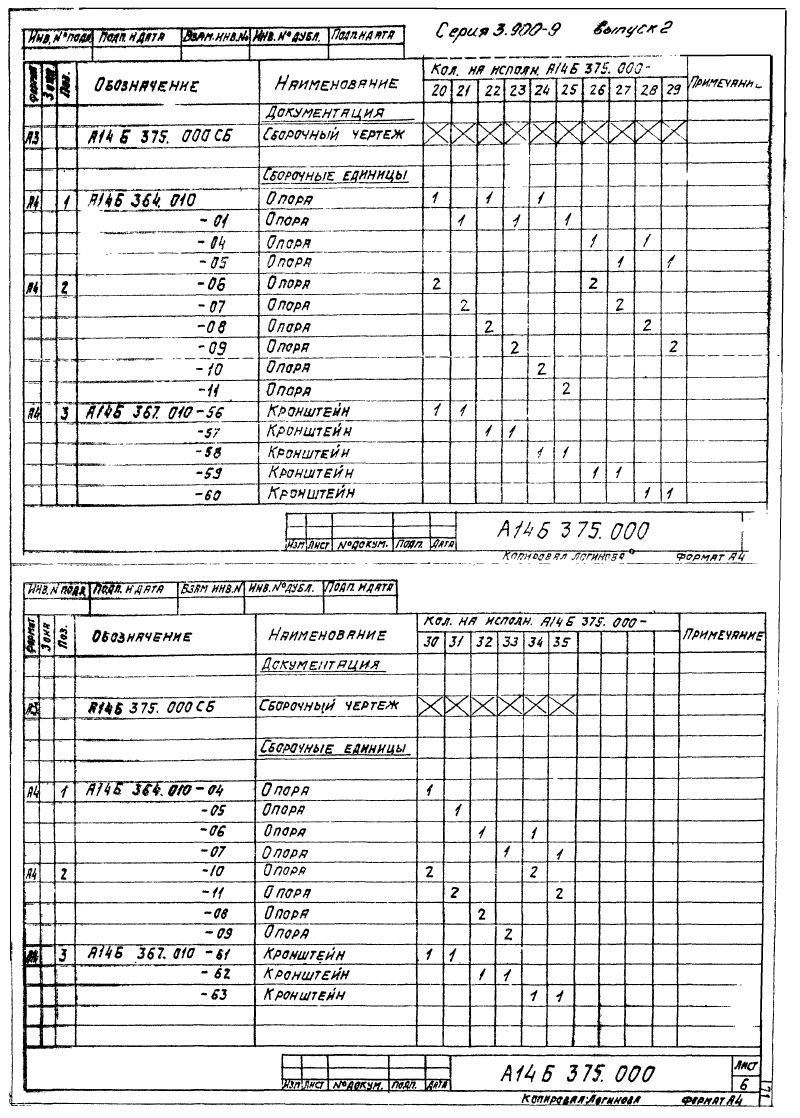 Серия 3.900-9 Выпуск 2
Инв. № подл. Подп. и дата Взам. инв. № Инв. № дубл. Подп. и дата
Формат Зона Поз. Обозначение Наименование Кол. на исполн. А14Б 375.000- Примечани
20 21 22 23 24 25 26 27 28 29
Документация
А3 А14Б 375.000 СБ Сборочный чертеж
Сборочные единицы
А4 1 А14Б 364.010 Опора 1 1 1
-01 Опора 1 1 1
-04 Опора 1 1
-05 Опора 1 1
А4 2 -06 Опора 2 2
-07 Опора 2 2
-08 Опора 2 2
-09 Опора 2 2
-10 Опора 2
-11 Опора 2
А4 3 А14Б 367.010-56 Кронштейн 1 1
-57 Кронштейн 1 1
-58 Кронштейн 1 1
-59 Кронштейн 1 1
-60 Кронштейн 1 1
А14Б 375.000
Изм Лист № докум. Подп. Дата
Копировал Логинова Формат А4
Инв. № подл. Подп. и дата Взам. инв. № Инв. № дубл. Подп. и дата
Формат Зона Поз. Обозначение Наименование Кол. на исполн. А14Б 375.000- Примечание
30 31 32 33 34 35
Документация
А3 А14Б 375.000 СБ Сборочный чертеж
Сборочные единицы
А4 1 А14Б 364.010-04 Опора 1
-05 Опора 1
-06 Опора 1 1
-07 Опора 1 1
А4 2 -10 Опора 2 2
-11 Опора 2 2
-08 Опора 2
-09 Опора 2
А4 3 А14Б 367.010-61 Кронштейн 1 1
-62 Кронштейн 1 1
-63 Кронштейн 1 1
А14Б 375.000 Лист
6
Изм Лист № докум. Подп. Дата
Копировал Логинова Формат А4